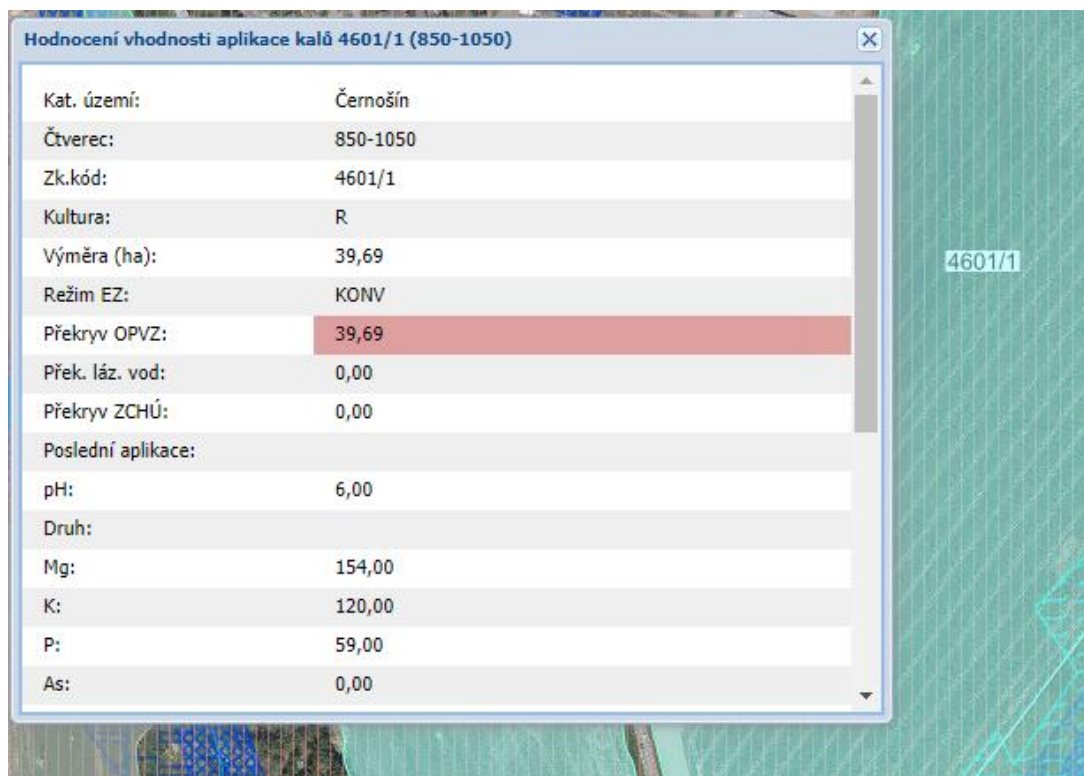 Hodnocení vhodnosti aplikace kalů 4601/1 (850-1050)
Kat. území: Černošín
Čtverec: 850-1050
Zk.kód: 4601/1
Kultura: R
Výměra (ha): 39,69
Režim EZ: KONV
Překryv OPVZ: 39,69
Přek. láz. vod: 0,00
Překryv ZCHÚ: 0,00
Poslední aplikace:
pH: 6,00
Druh:
Mg: 154,00
K: 120,00
P: 59,00
As: 0,00
4601/1